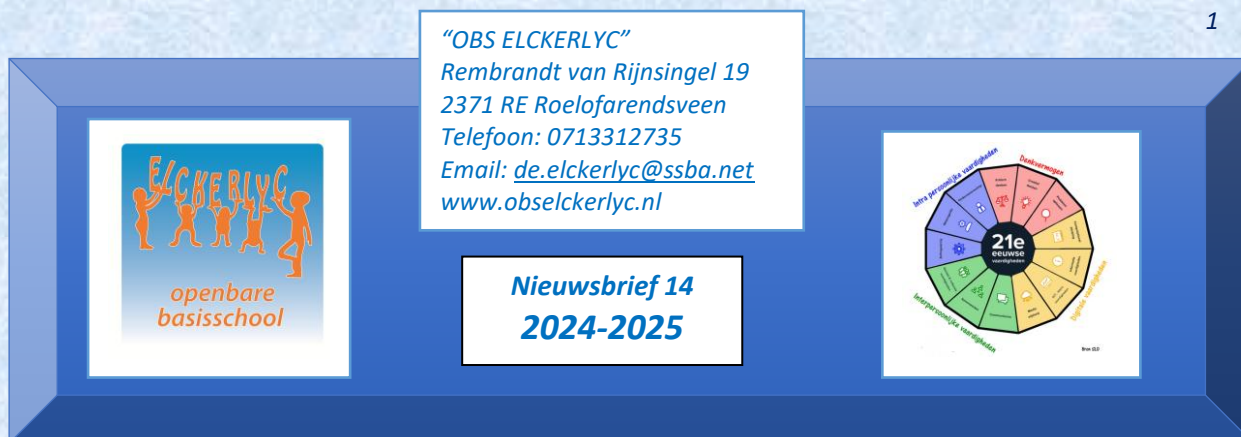 1
“OBS ELCKERLYC”
Rembrandt van Rijnsingel 19
2371 RE Roelofarendsveen
Telefoon: 0713312735
Email: de.elckerlyc@ssba.net
www.obselckerlyc.nl
ELCKERLYC
openbare
basisschool
Nieuwsbrief 14
2024-2025
Intra persoonlijke vaardigheden
Denkvermogen
21e
eeuwse
vaardigheden
Interpersoonlijke vaardigheden
Digitale vaardigheden